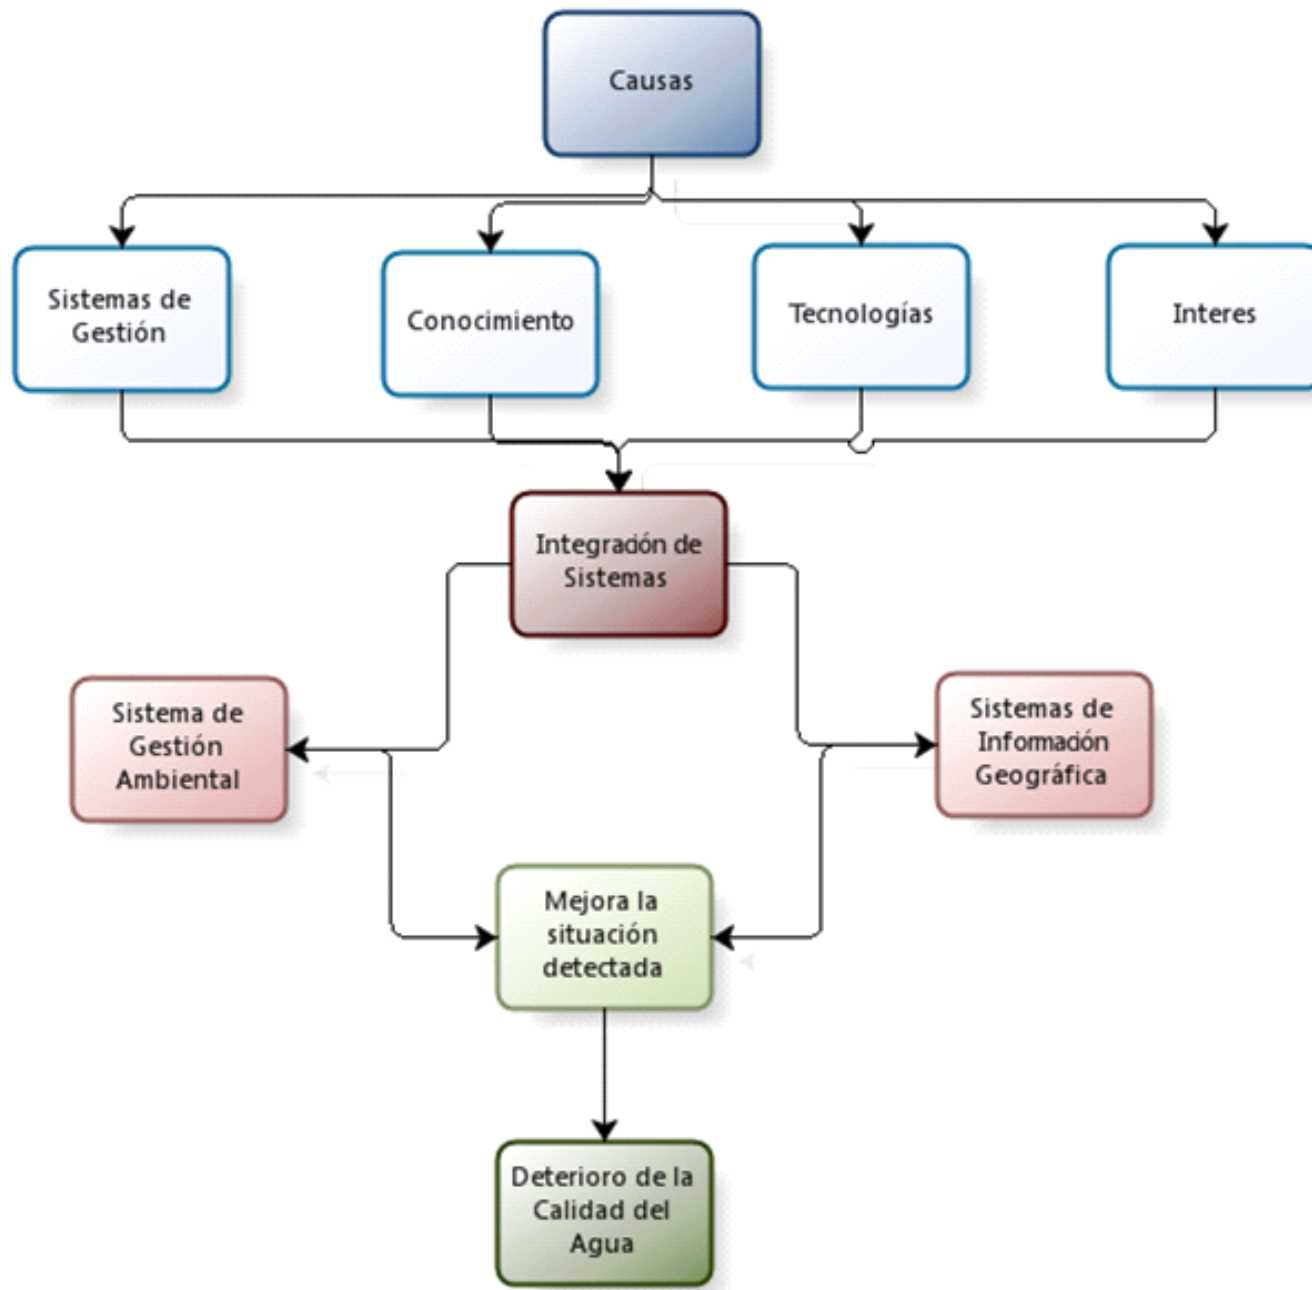 Causas
Sistemas de
Gestión
Conocimiento
Tecnologías
Interes
Integración de
Sistemas
Sistema de
Gestión
Ambiental
Sistemas de
Información
Geográfica
Mejora la
situación
detectada
Deterioro de la
Calidad del
Agua